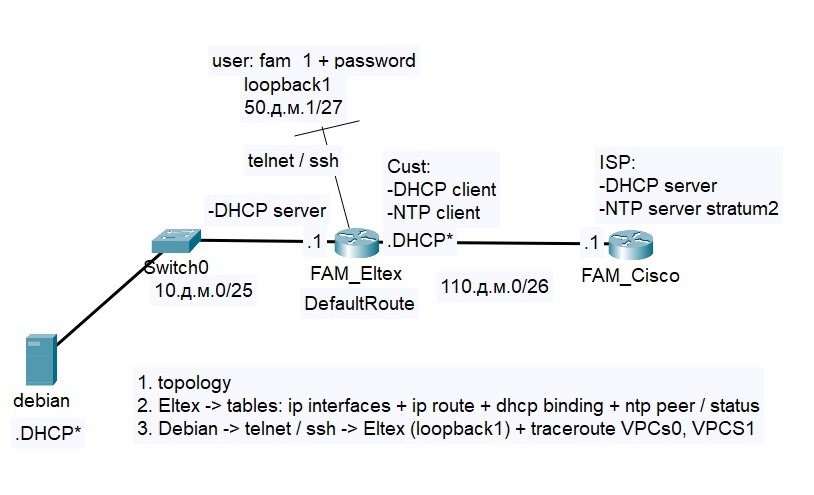 user: fam 1 + password
loopback1
50.д.м.1/27
telnet / ssh
Cust:
-DHCP client
-NTP client
ISP:
-DHCP server
-NTP server stratum2
-DHCP server
.1
.DHCP*
.1
Switch0
FAM_Eltex
FAM_Cisco
10.д.м.0/25
110.д.м.0/26
DefaultRoute
debian
.DHCP*
1. topology
2. Eltex -> tables: ip interfaces + ip route + dhcp binding + ntp peer / status
3. Debian -> telnet / ssh -> Eltex (loopback1) + traceroute VPCs0, VPCS1